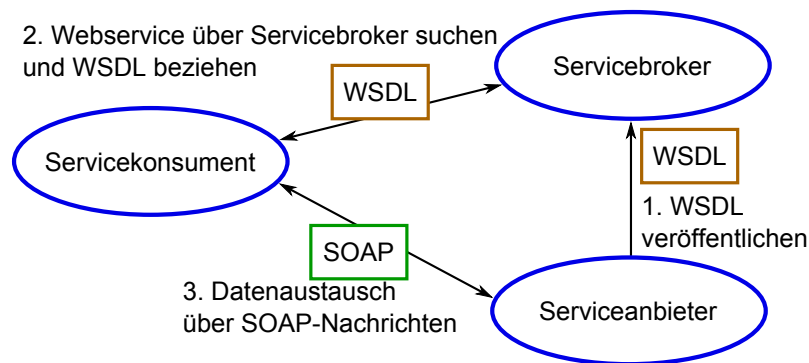 2. Webservice über Servicebroker suchen
und WSDL beziehen
Servicebroker
WSDL
Servicekonsument
WSDL
1. WSDL
veröffentlichen
SOAP
3. Datenaustausch
über SOAP-Nachrichten
Serviceanbieter